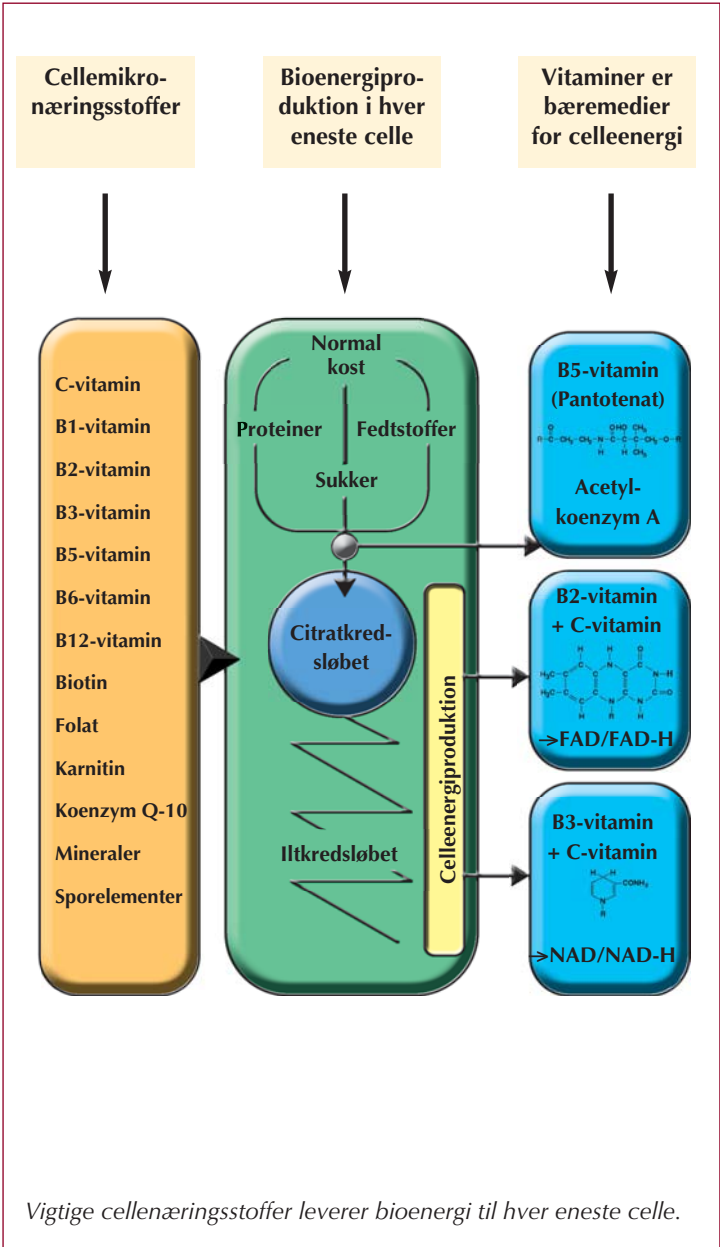 Cellemikro-
næringsstoffer
Bioenergipro-
duktion i hver
eneste celle
Vitaminer er
bæremedier
for celleenergi
C-vitamin
B1-vitamin
B2-vitamin
B3-vitamin
B5-vitamin
B6-vitamin
B12-vitamin
Biotin
Folat
Karnitin
Koenzym Q-10
Mineraler
Sporelementer
Normal
kost
Proteiner
Fedtstoffer
Sukker
Citratkred-
sløbet
Iltkredsløbet
Celleenergiproduktion
B5-vitamin
(Pantotenat)
Acetyl-
koenzym A
B2-vitamin
+ C-vitamin
→FAD/FAD-H
B3-vitamin
+ C-vitamin
→NAD/NAD-H
Vigtige cellenæringsstoffer leverer bioenergi til hver eneste celle.